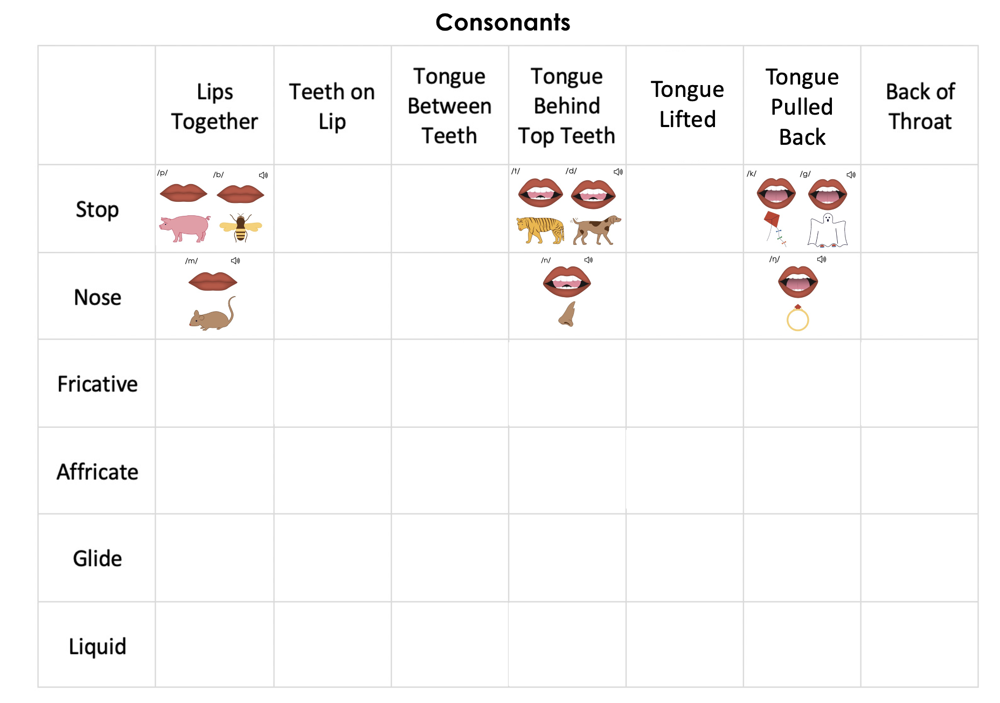 Consonants
Lips
Together
Teeth on
Lip
Tongue
Between
Teeth
Tongue
Behind
Top Teeth
Tongue
Lifted
Tongue
Pulled
Back
Back of
Throat
Stop
/p/ /b/
/t/ /d/
/k/ /g/
Nose
/m/
/n/
/ŋ/
Fricative
Affricate
Glide
Liquid